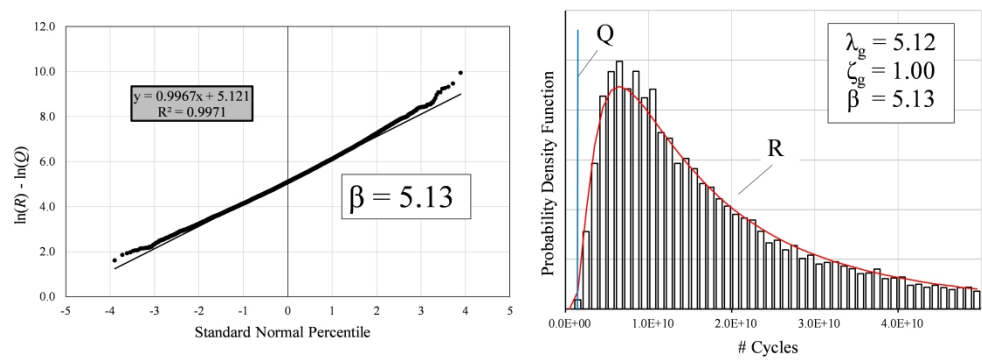 12.0
10.0
8.0
6.0
4.0
2.0
0.0
ln(R) - ln(Q)
y = 0.9967x + 5.121
R² = 0.9971
β = 5.13
-5 -4 -3 -2 -1 0 1 2 3 4 5
Standard Normal Percentile
Probability Density Function
Q
R
λg = 5.12
ζg = 1.00
β = 5.13
0.0E+00 1.0E+10 2.0E+10 3.0E+10 4.0E+10
# Cycles